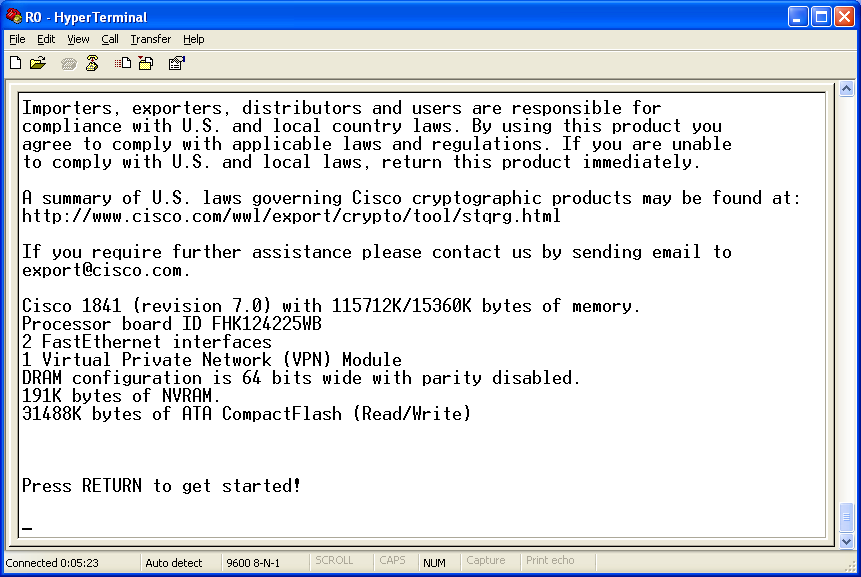 R0 - HyperTerminal
File Edit View Call Transfer Help
Importers, exporters, distributors and users are responsible for
compliance with U.S. and local country laws. By using this product you
agree to comply with applicable laws and regulations. If you are unable
to comply with U.S. and local laws, return this product immediately.
A summary of U.S. laws governing Cisco cryptographic products may be found at:
http://www.cisco.com/wwl/export/crypto/tool/stqrg.html
If you require further assistance please contact us by sending email to
export@cisco.com.
Cisco 1841 (revision 7.0) with 115712K/15360K bytes of memory.
Processor board ID FHK124225WB
2 FastEthernet interfaces
1 Virtual Private Network (VPN) Module
DRAM configuration is 64 bits wide with parity disabled.
191K bytes of NVRAM.
31488K bytes of ATA CompactFlash (Read/Write)
Press RETURN to get started!
_
Connected 0:05:23 Auto detect 9600 8-N-1 SCROLL CAPS NUM Capture Print echo